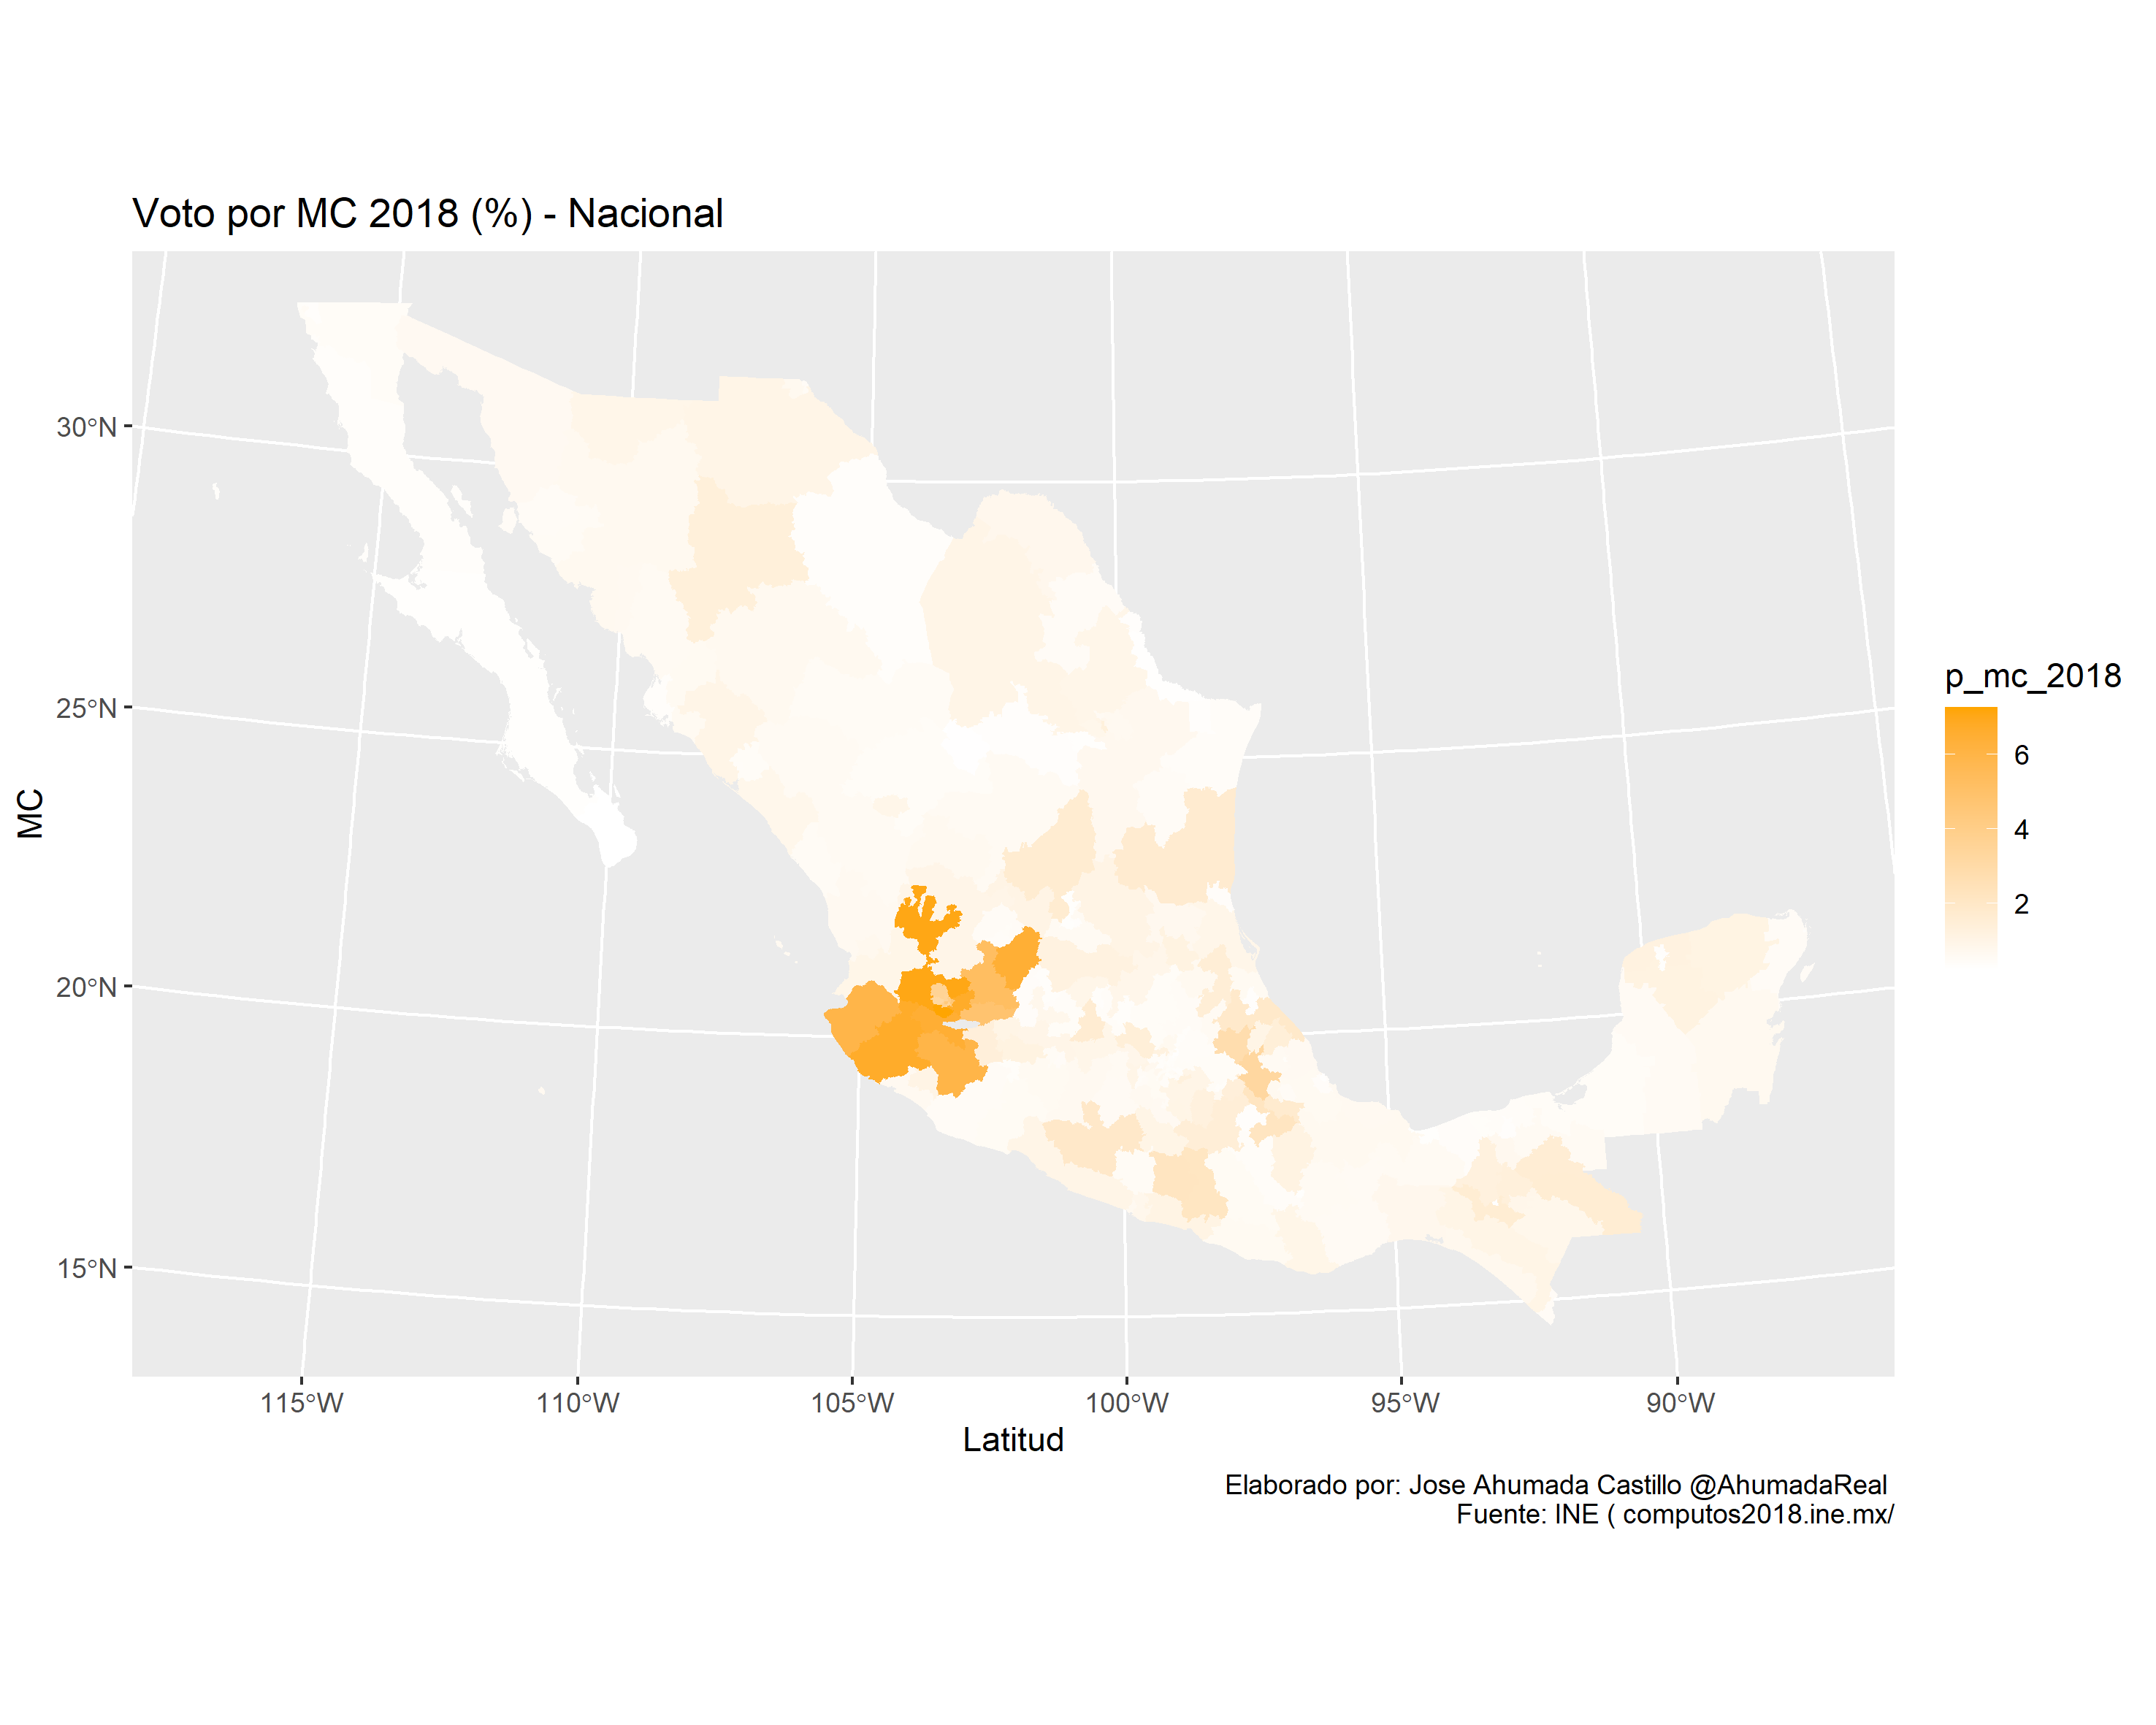 Voto por MC 2018 (%) - Nacional
30°N
25°N
20°N
15°N
MC
115°W
110°W
105°W
100°W
95°W
90°W
Latitud
p_mc_2018
6
4
2
Elaborado por: Jose Ahumada Castillo @AhumadaReal
Fuente: INE ( computos2018.ine.mx/